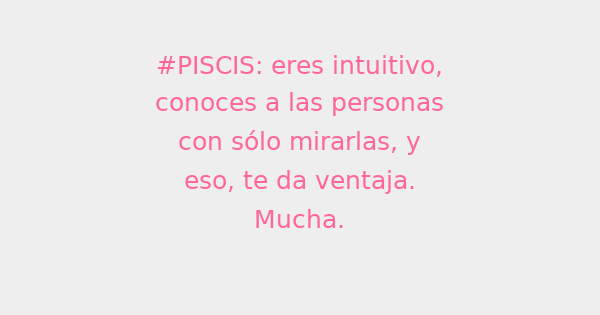 #PISCIS: eres intuitivo,
conoces a las personas
con sólo mirarlas, y
eso, te da ventaja.
Mucha.